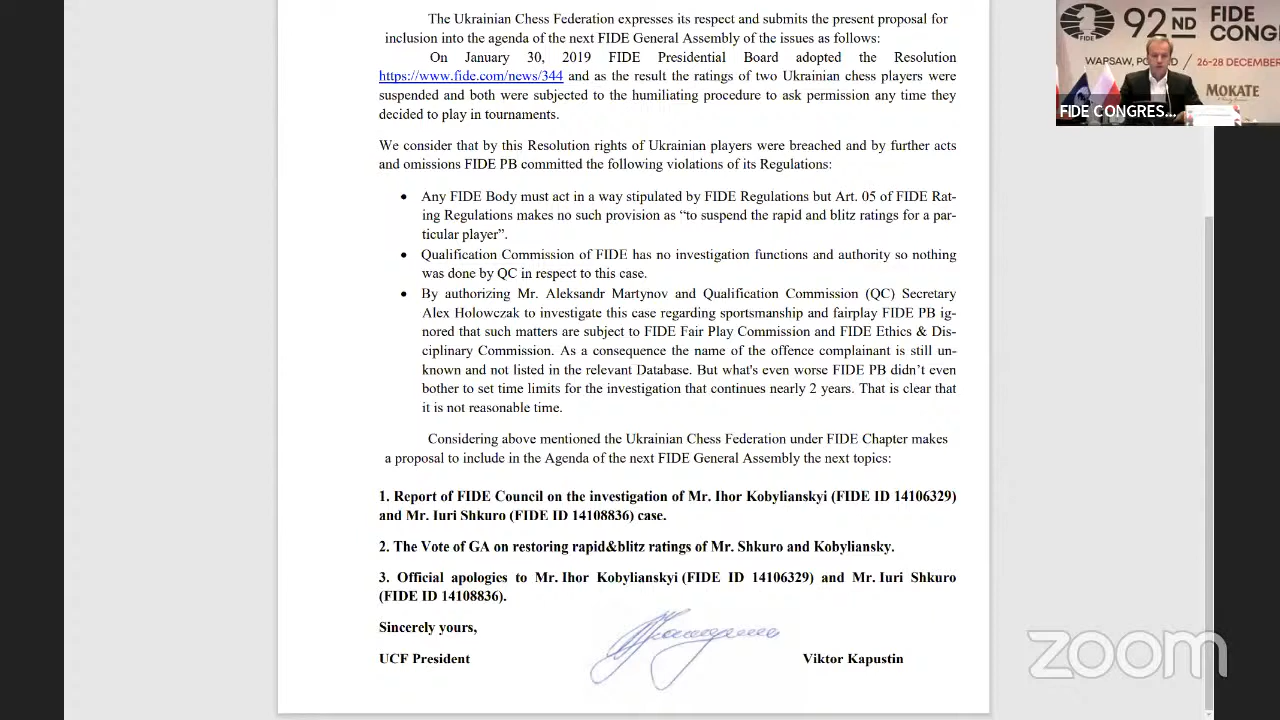 The Ukrainian Chess Federation expresses its respect and submits the present proposal for
inclusion into the agenda of the next FIDE General Assembly of the issues as follows:
On January 30, 2019 FIDE Presidential Board adopted the Resolution
https://www.fide.com/news/344 and as the result the ratings of two Ukrainian chess players were
suspended and both were subjected to the humiliating procedure to ask permission any time they
decided to play in tournaments.
We consider that by this Resolution rights of Ukrainian players were breached and by further acts
and omissions FIDE PB committed the following violations of its Regulations:
• Any FIDE Body must act in a way stipulated by FIDE Regulations but Art. 05 of FIDE Rat-
ing Regulations makes no such provision as “to suspend the rapid and blitz ratings for a par-
ticular player”.
• Qualification Commission of FIDE has no investigation functions and authority so nothing
was done by QC in respect to this case.
• By authorizing Mr. Aleksandr Martynov and Qualification Commission (QC) Secretary
Alex Holowczak to investigate this case regarding sportsmanship and fairplay FIDE PB ig-
nored that such matters are subject to FIDE Fair Play Commission and FIDE Ethics & Dis-
ciplinary Commission. As a consequence the name of the offence complainant is still un-
known and not listed in the relevant Database. But what's even worse FIDE PB didn’t even
bother to set time limits for the investigation that continues nearly 2 years. That is clear that
it is not reasonable time.
Considering above mentioned the Ukrainian Chess Federation under FIDE Chapter makes
a proposal to include in the Agenda of the next FIDE General Assembly the next topics:
1. Report of FIDE Council on the investigation of Mr. Ihor Kobylianskyi (FIDE ID 14106329)
and Mr. Iuri Shkuro (FIDE ID 14108836) case.
2. The Vote of GA on restoring rapid&blitz ratings of Mr. Shkuro and Kobyliansky.
3. Official apologies to Mr. Ihor Kobylianskyi (FIDE ID 14106329) and Mr. Iuri Shkuro
(FIDE ID 14108836).
Sincerely yours,
UCF President
Viktor Kapustin
FIDE
92ND
FIDE
CONG
WAPSAW, PO
26-28 DECEMBER
MOKATE
FIDE CONGRES...
zoom